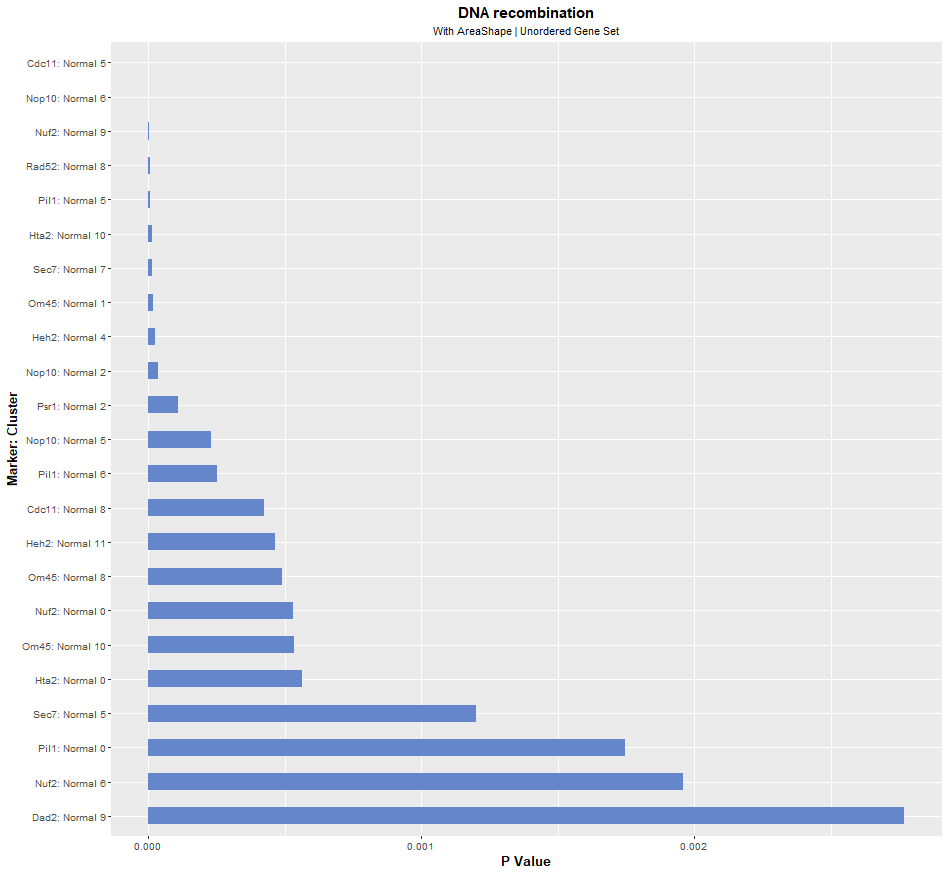 DNA recombination
With AreaShape | Unordered Gene Set
Marker: Cluster
Cdc11: Normal 5
Nop10: Normal 6
Nuf2: Normal 9
Rad52: Normal 8
Pil1: Normal 5
Hta2: Normal 10
Sec7: Normal 7
Om45: Normal 1
Heh2: Normal 4
Nop10: Normal 2
Psr1: Normal 2
Nop10: Normal 5
Pil1: Normal 6
Cdc11: Normal 8
Heh2: Normal 11
Om45: Normal 8
Nuf2: Normal 0
Om45: Normal 10
Hta2: Normal 0
Sec7: Normal 5
Pil1: Normal 0
Nuf2: Normal 6
Dad2: Normal 9
0.000 0.001 0.002
P Value